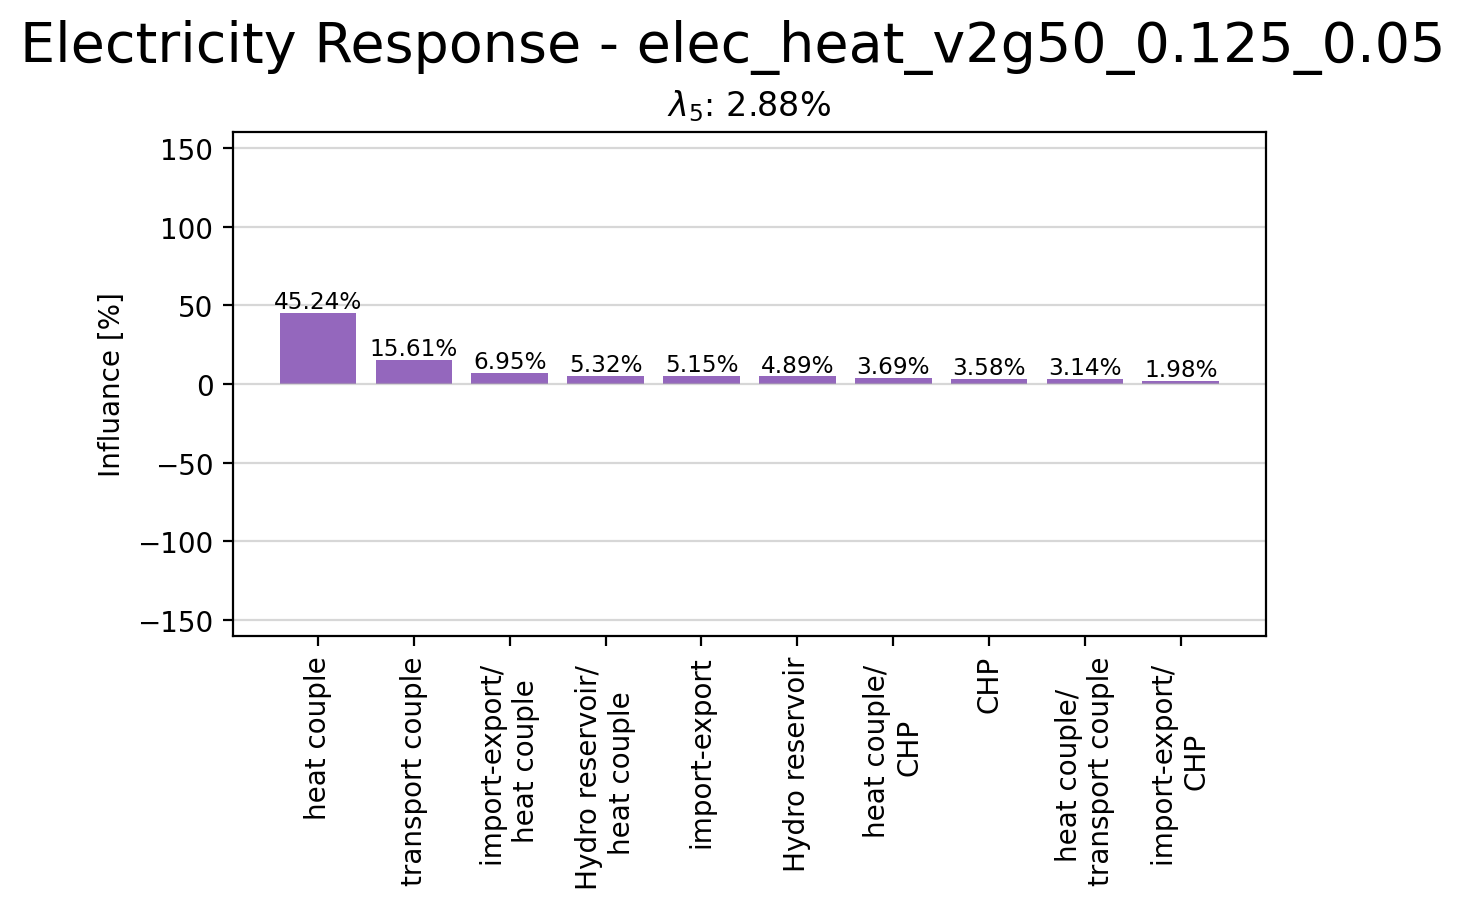 Electricity Response - elec_heat_v2g50_0.125_0.05
λ5: 2.88%
150
100
50
0
−50
−100
−150
Influance [%]
45.24%
15.61%
6.95%
5.32%
5.15%
4.89%
3.69%
3.58%
3.14%
1.98%
heat couple
transport couple
import-export/
heat couple
Hydro reservoir/
heat couple
import-export
Hydro reservoir
heat couple/
CHP
CHP
heat couple/
transport couple
import-export/
CHP